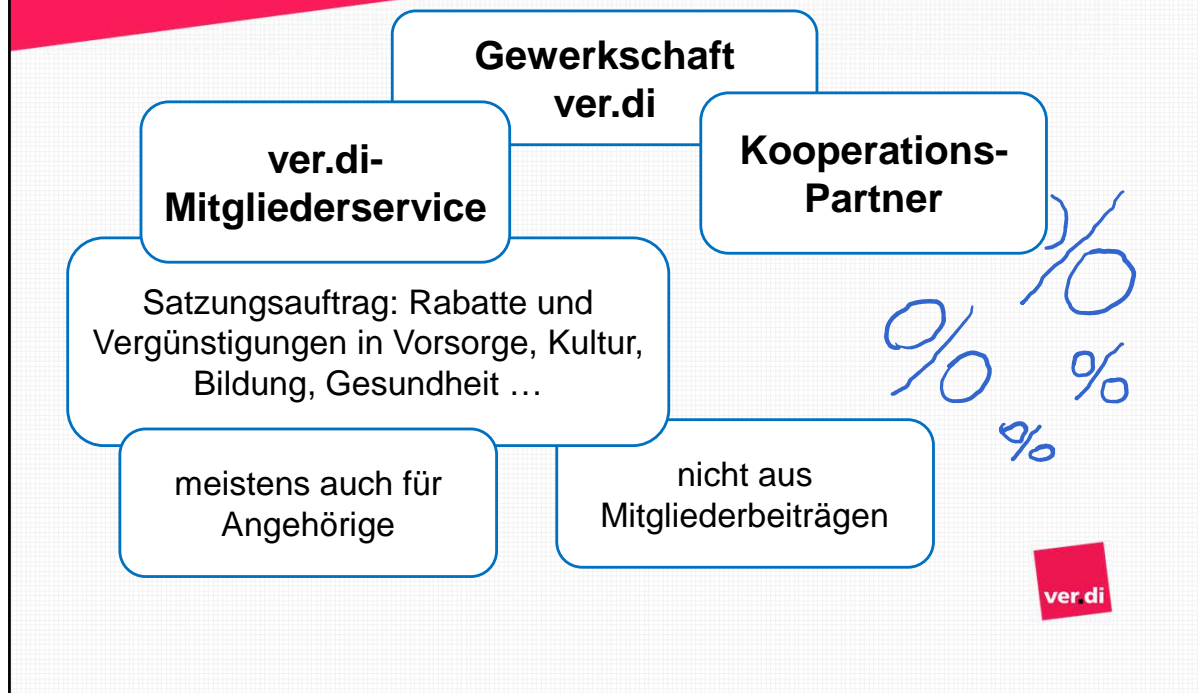 Gewerkschaft
ver.di
ver.di-
Mitgliederservice
Kooperations-
Partner
Satzungsauftrag: Rabatte und
Vergünstigungen in Vorsorge, Kultur,
Bildung, Gesundheit …
meistens auch für
Angehörige
nicht aus
Mitgliederbeiträgen
%
%
%
%
ver.di